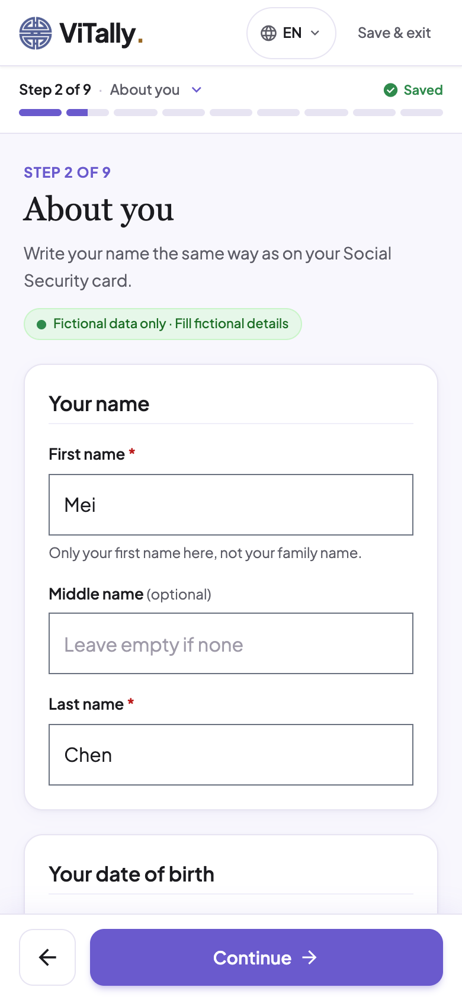 ViTally.
EN
Save & exit
Step 2 of 9 · About you
Saved
STEP 2 OF 9
About you
Write your name the same way as on your Social
Security card.
Fictional data only · Fill fictional details
Your name
First name *
Mei
Only your first name here, not your family name.
Middle name (optional)
Leave empty if none
Last name *
Chen
Your date of birth
Continue →